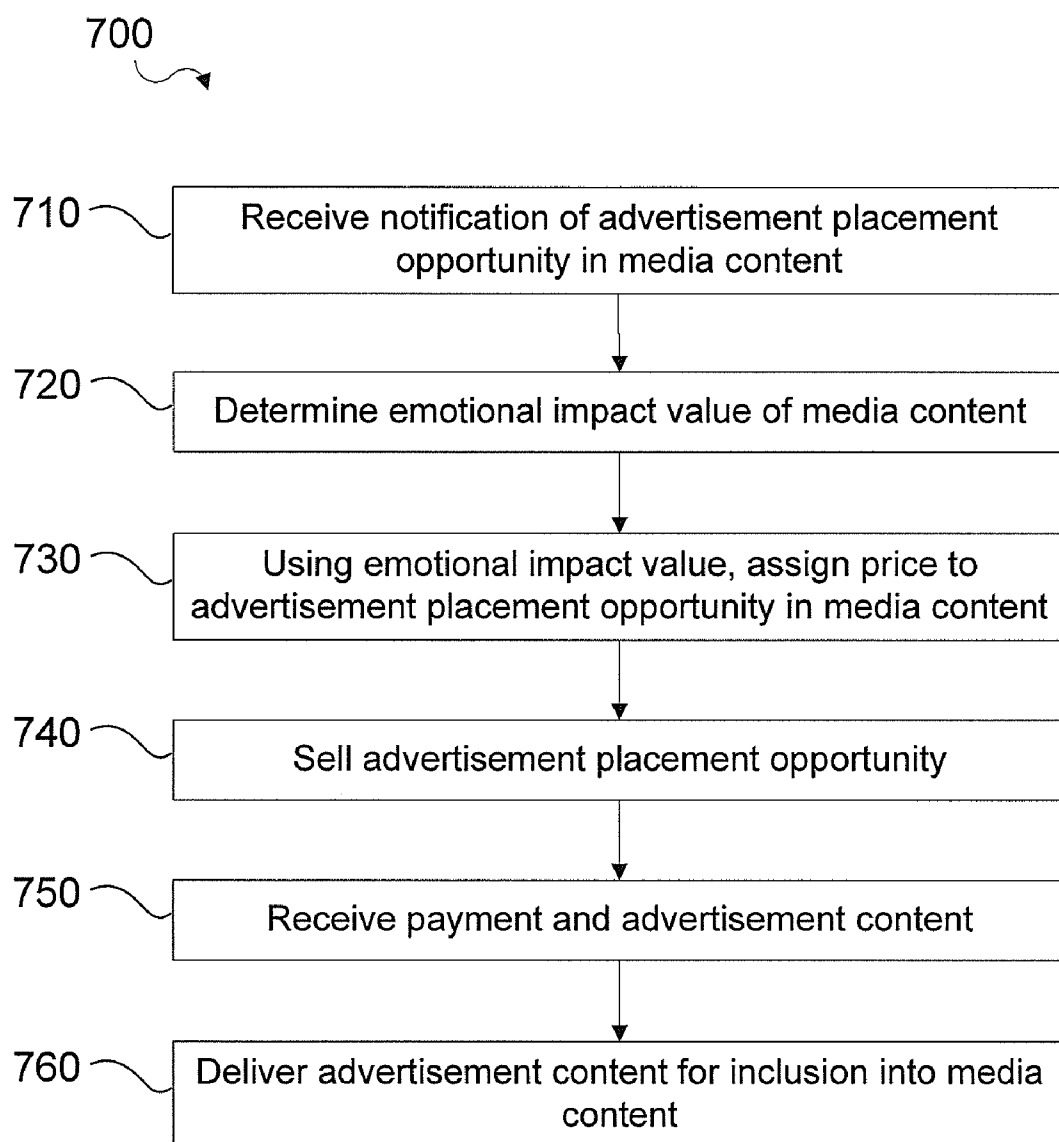 700
710
Receive notification of advertisement placement
opportunity in media content
720
Determine emotional impact value of media content
730
Using emotional impact value, assign price to
advertisement placement opportunity in media content
740
Sell advertisement placement opportunity
750
Receive payment and advertisement content
760
Deliver advertisement content for inclusion into media
content